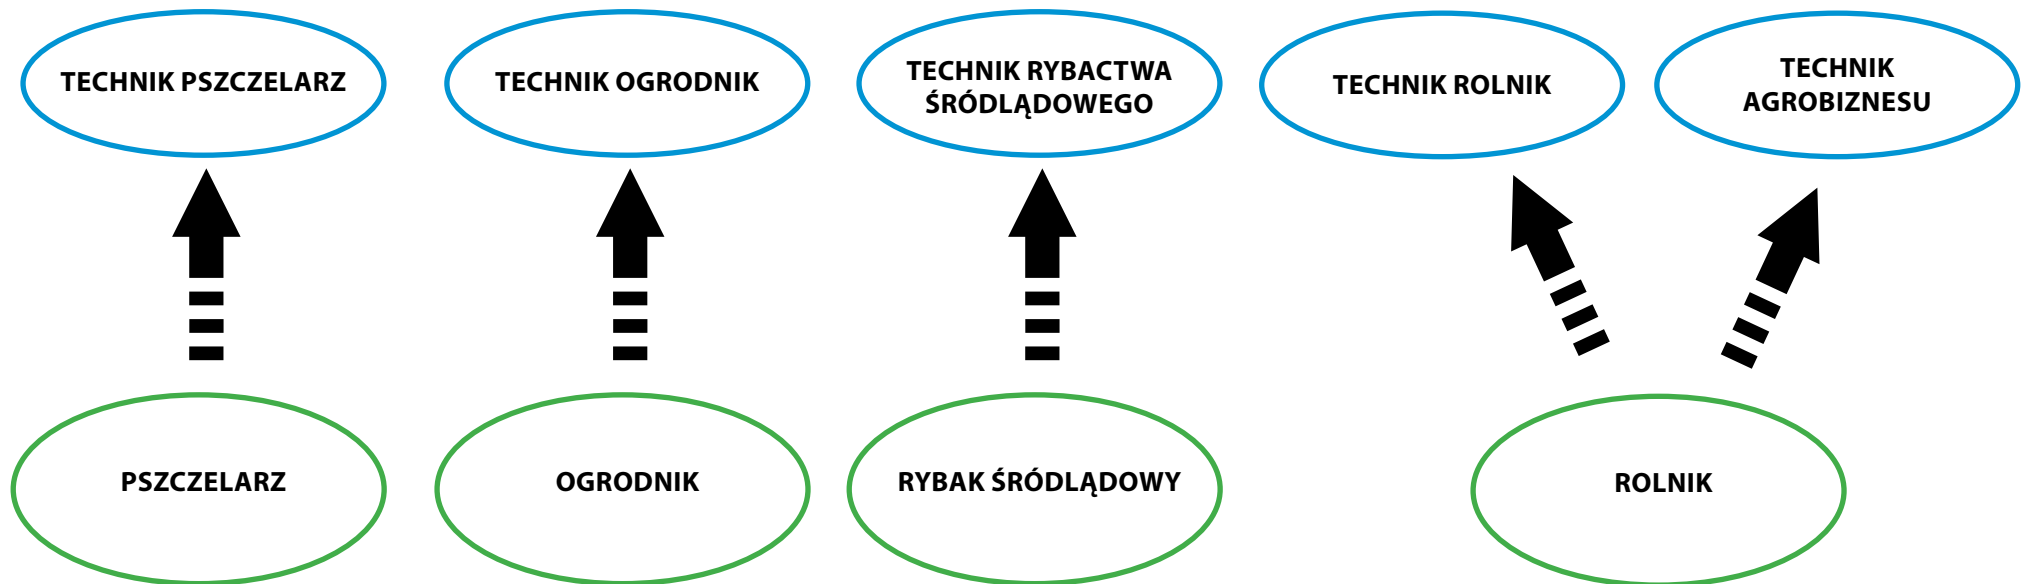 TECHNIK PSZCZELARZ
TECHNIK OGRODNIK
TECHNIK RYBACTWA
ŚRÓDLĄDOWEGO
TECHNIK ROLNIK
TECHNIK
AGROBIZNESU
PSZCZELARZ
OGRODNIK
RYBAK ŚRÓDLĄDOWY
ROLNIK